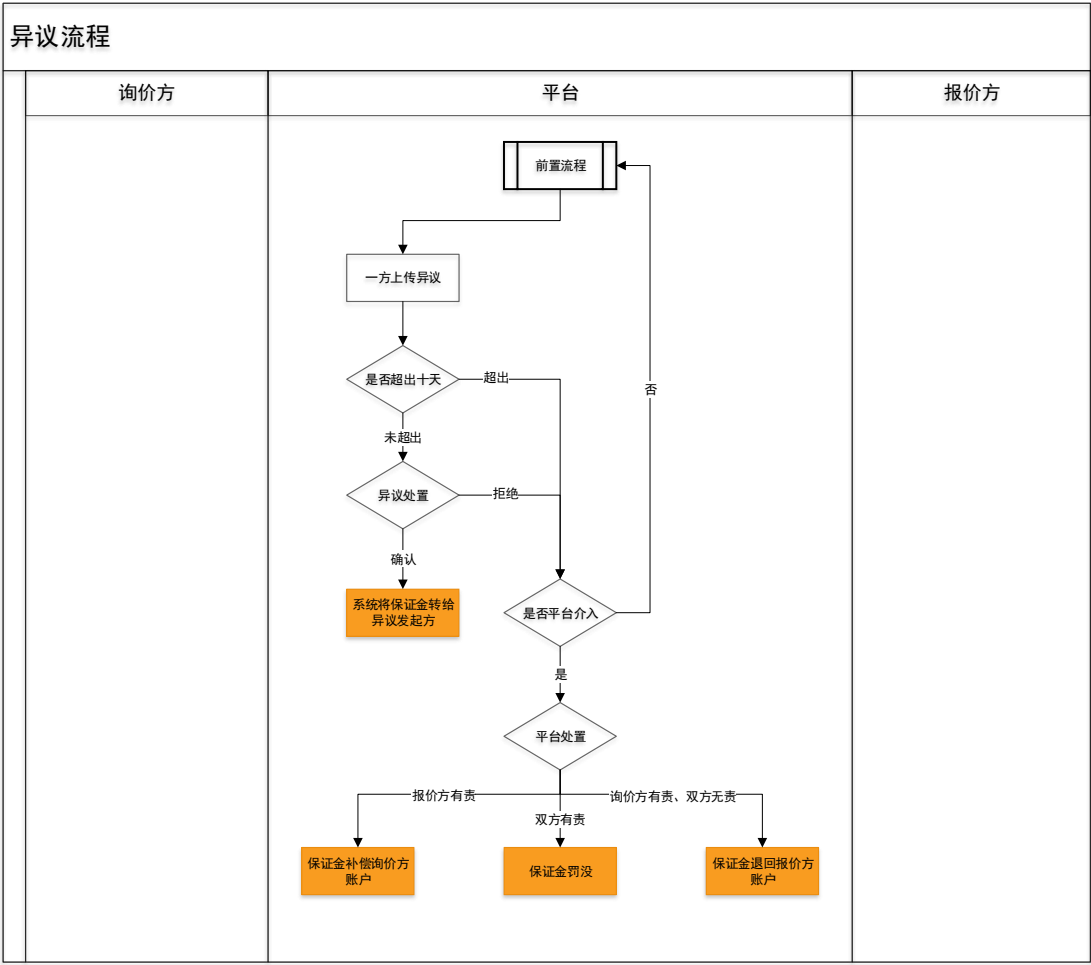 异议流程
询价方
平台
报价方
前置流程
一方上传异议
是否超出十天
超出
否
未超出
异议处置
拒绝
确认
系统将保证金转给
异议发起方
是否平台介入
是
平台处置
报价方有责
询价方有责、双方无责
双方有责
保证金补偿询价方
账户
保证金罚没
保证金退回报价方
账户